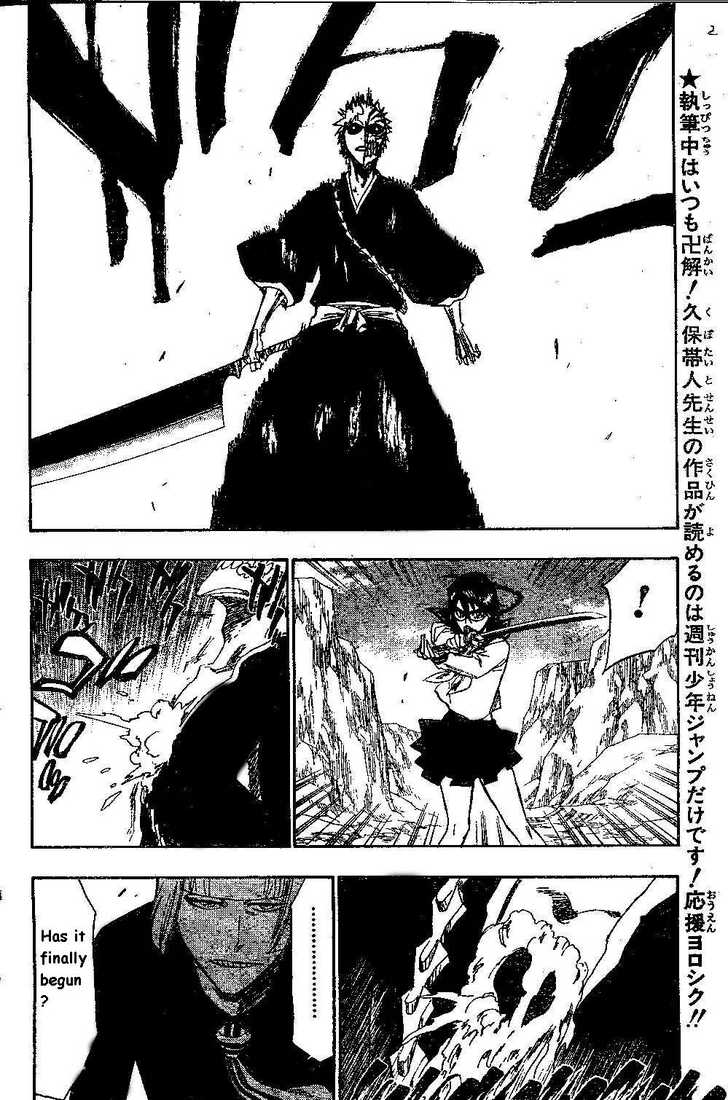 2
★執筆中はいつも卍解！久保帯人先生の作品が読めるのは週刊少年ジャンプだけです！応援ヨロシク!!
！
…………
Has it
finally
begun
?